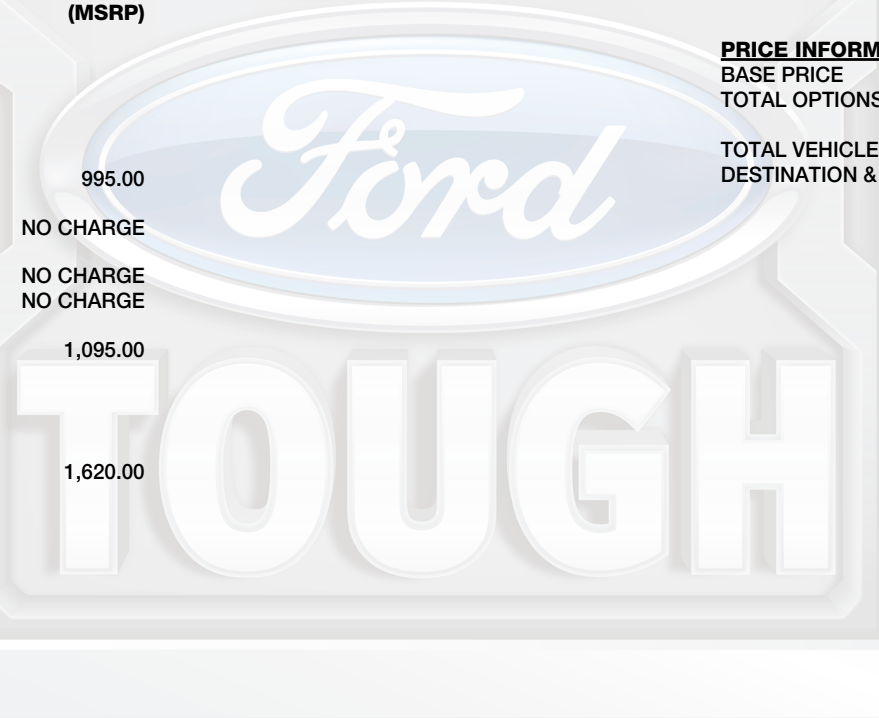 (MSRP)
995.00
NO CHARGE
NO CHARGE
NO CHARGE
1,095.00
1,620.00
PRICE INFORM
BASE PRICE
TOTAL OPTIONS
TOTAL VEHICLE
DESTINATION &
Ford
TOUGH